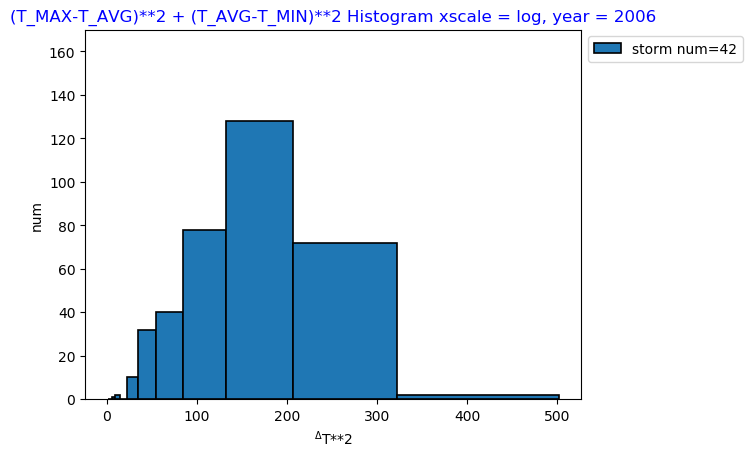 (T_MAX-T_AVG)**2 + (T_AVG-T_MIN)**2 Histogram xscale = log, year = 2006
storm num=42
160
140
120
100
80
60
40
20
0
num
0 100 200 300 400 500
ΔT**2